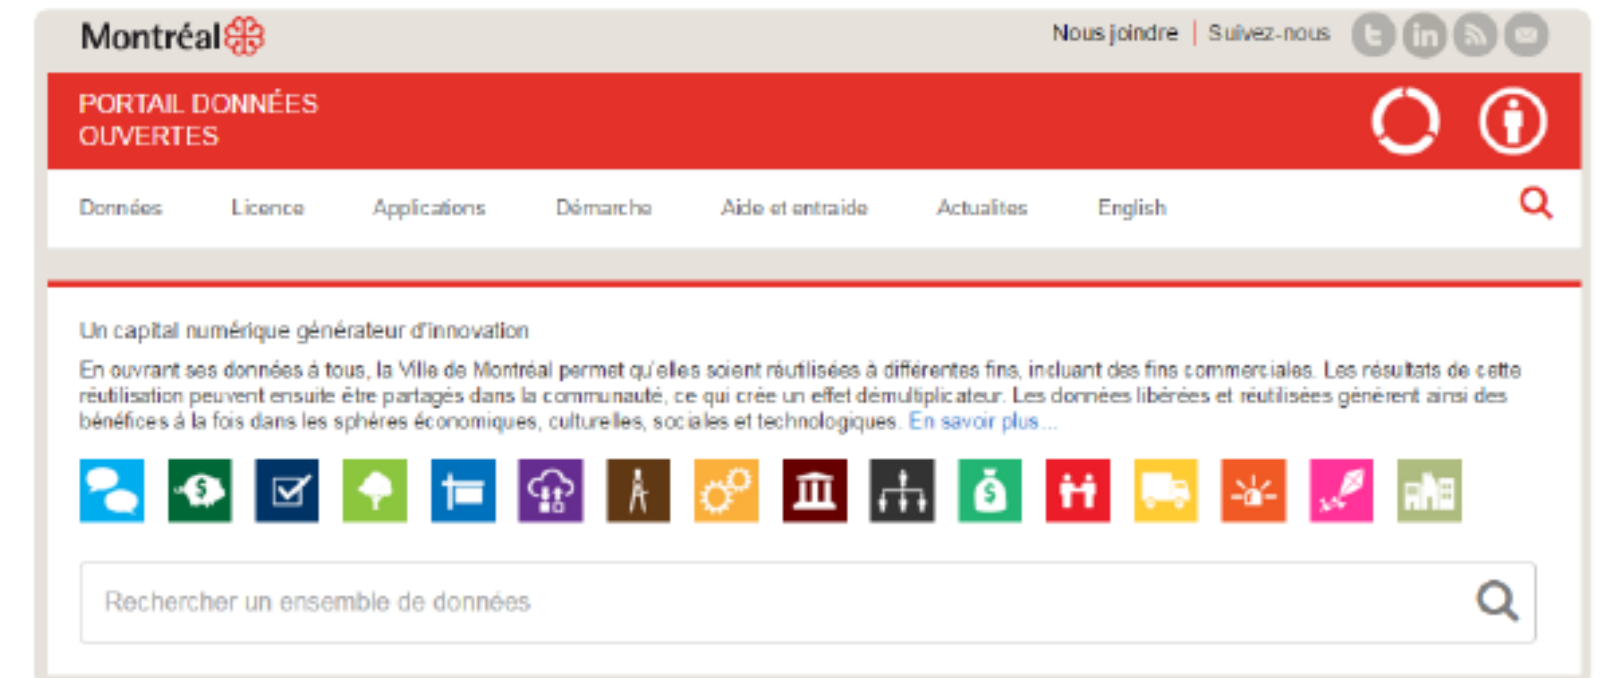 Montréal
Nous joindre | Suivez-nous
PORTAIL DONNÉES
OUVERTES
Données Licence Applications Démarche Aide et entraide Actualites English
Un capital numérique générateur d'innovation
En ouvrant ses données à tous, la Ville de Montréal permet qu'elles soient réutilisées à différentes fins, incluant des fins commerciales. Les résultats de cette
réutilisation peuvent ensuite être partagés dans la communauté, ce qui crée un effet démultiplicateur. Les données libérées et réutilisées génèrent ainsi des
bénéfices à la fois dans les sphères économiques, culturelles, sociales et technologiques. En savoir plus...
Rechercher un ensemble de données